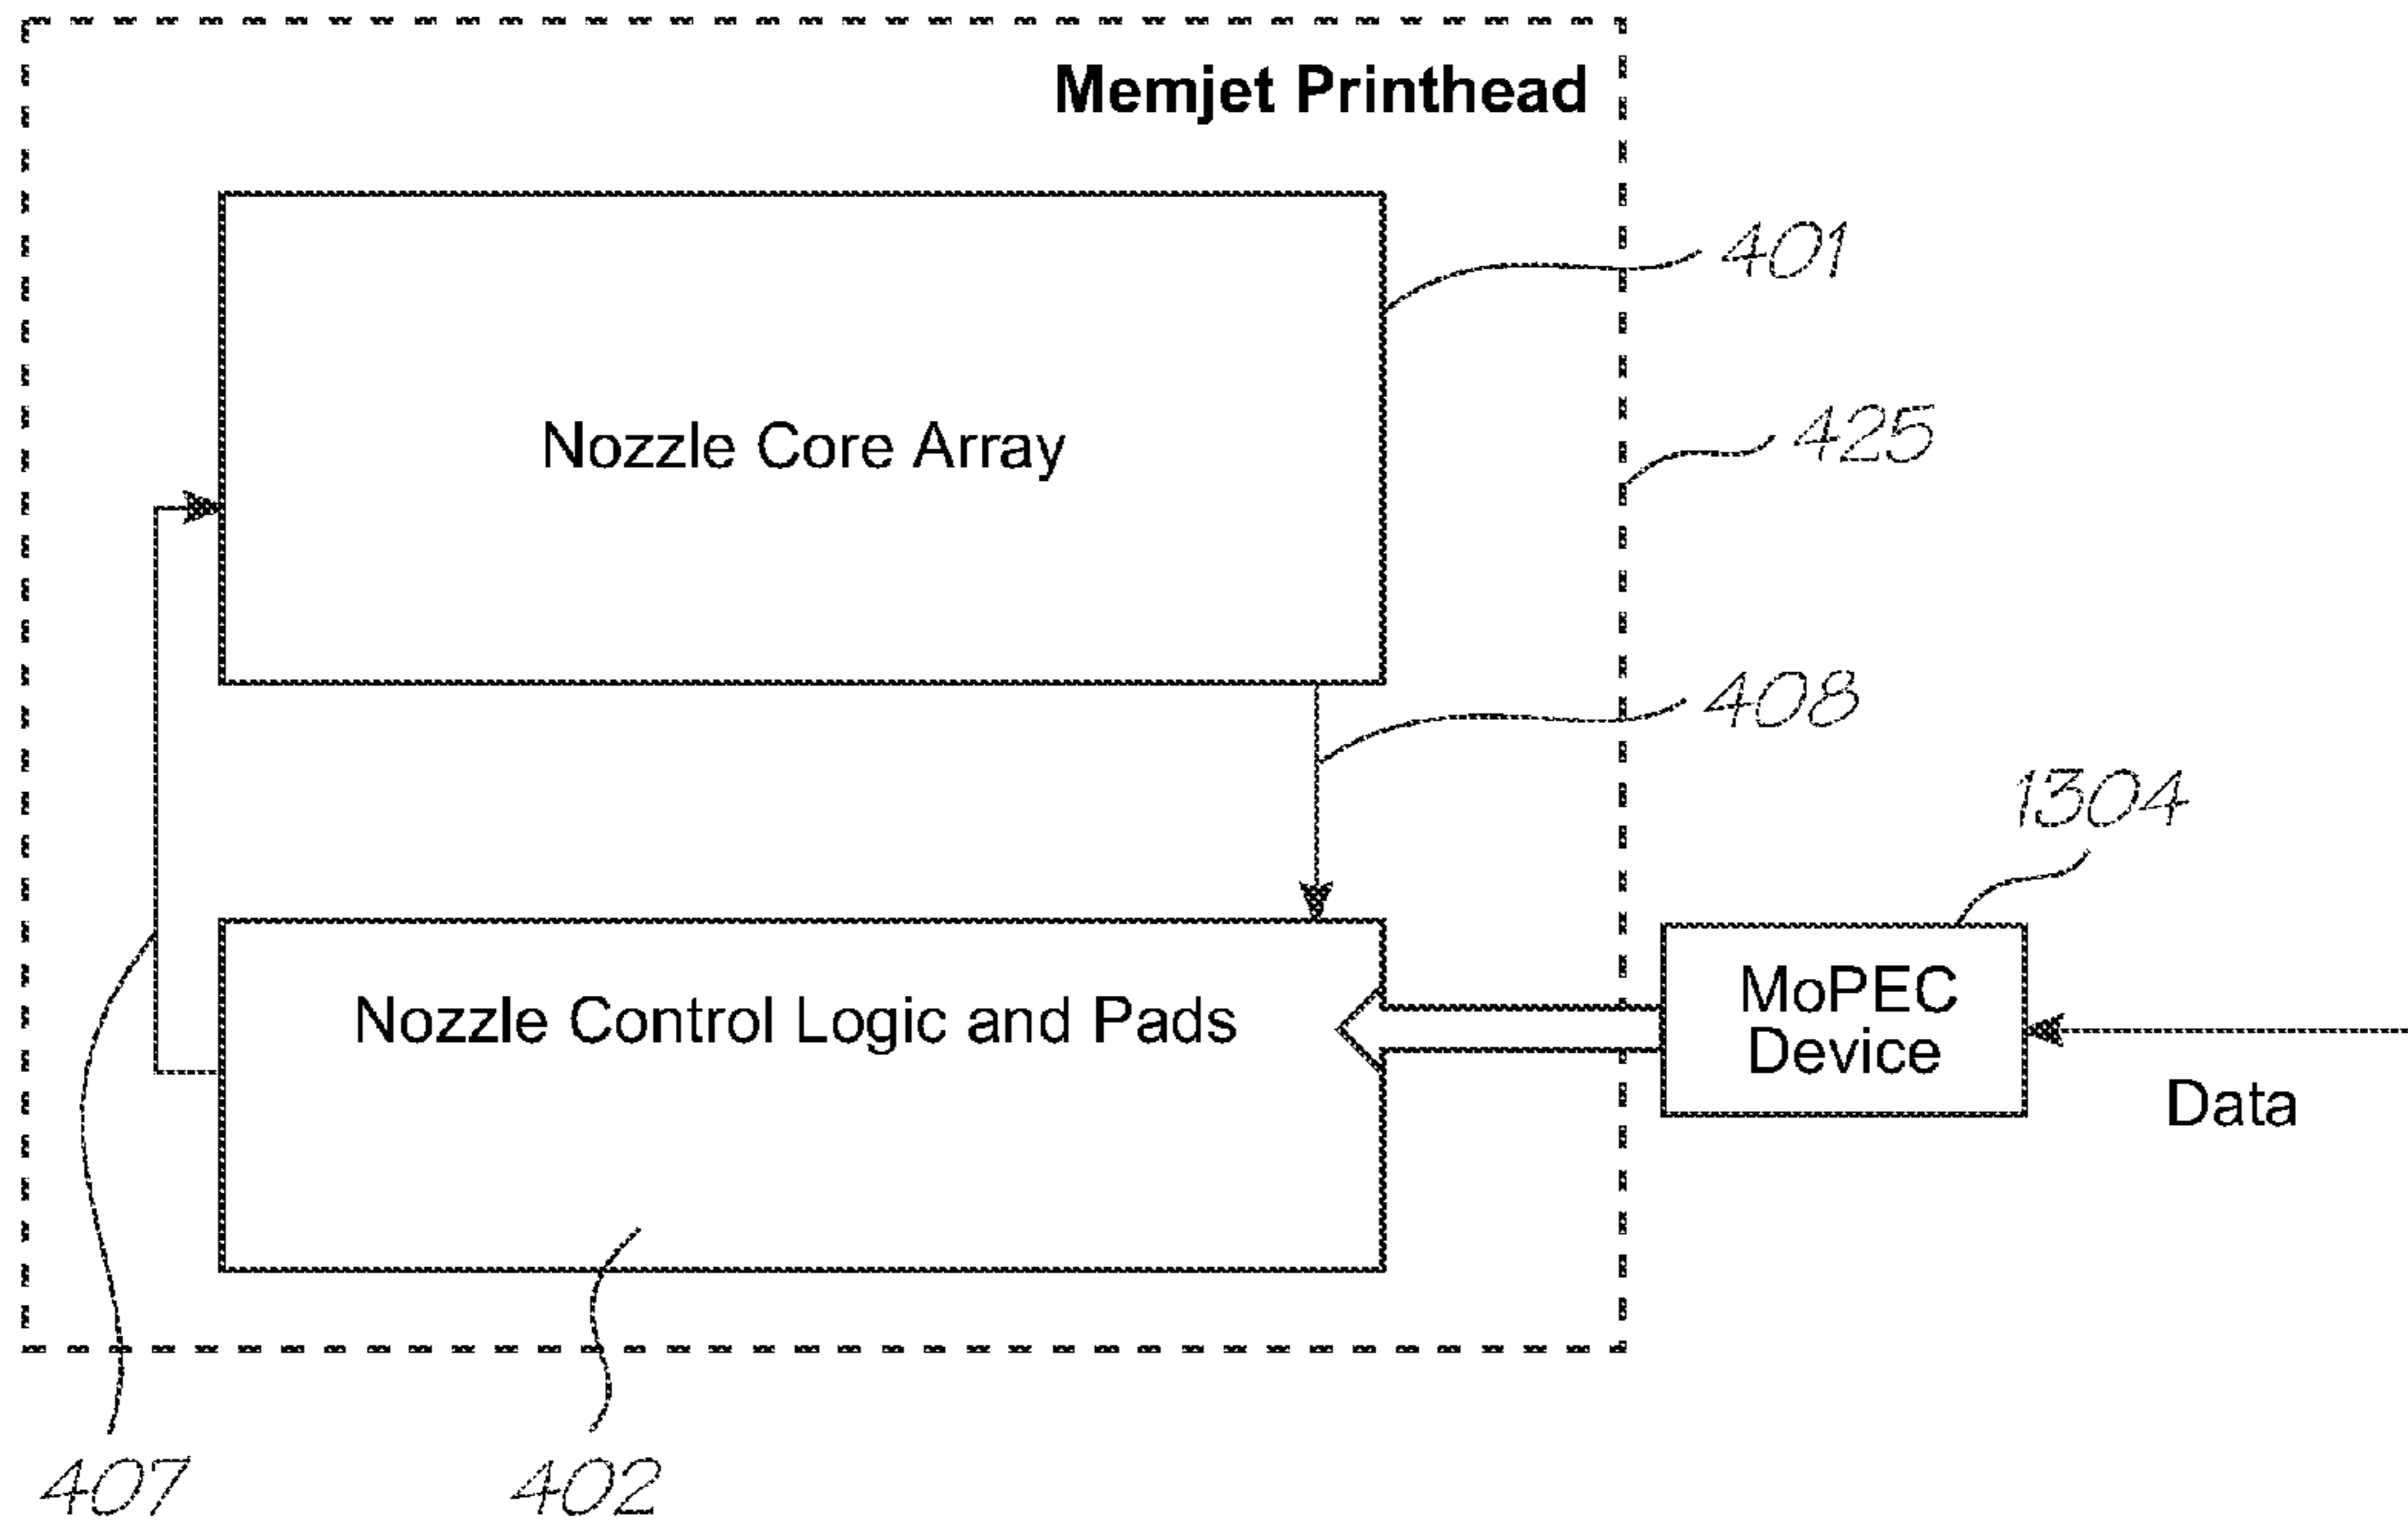 Memjet Printhead
401
Nozzle Core Array
425
408
1304
Nozzle Control Logic and Pads
MoPEC
Device
Data
407
402